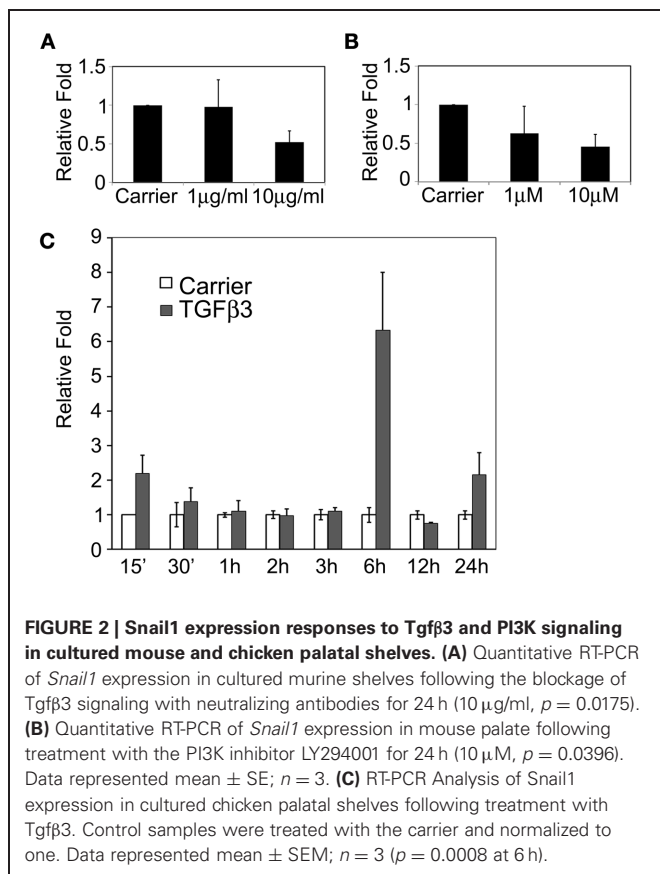 A
1.5
1
0.5
0
Relative Fold
Carrier 1µg/ml 10µg/ml
B
1.5
1
0.5
0
Relative Fold
Carrier 1µM 10µM
C
9
8
7
6
5
4
3
2
1
0
Relative Fold
Carrier
TGFβ3
15’ 30’ 1h 2h 3h 6h 12h 24h
FIGURE 2 | Snail1 expression responses to Tgfβ3 and PI3K signaling
in cultured mouse and chicken palatal shelves. (A) Quantitative RT-PCR
of Snail1 expression in cultured murine shelves following the blockage of
Tgfβ3 signaling with neutralizing antibodies for 24 h (10 µg/ml, p = 0.0175).
(B) Quantitative RT-PCR of Snail1 expression in mouse palate following
treatment with the PI3K inhibitor LY294001 for 24 h (10 µM, p = 0.0396).
Data represented mean ± SE; n = 3. (C) RT-PCR Analysis of Snail1
expression in cultured chicken palatal shelves following treatment with
Tgfβ3. Control samples were treated with the carrier and normalized to
one. Data represented mean ± SEM; n = 3 (p = 0.0008 at 6 h).